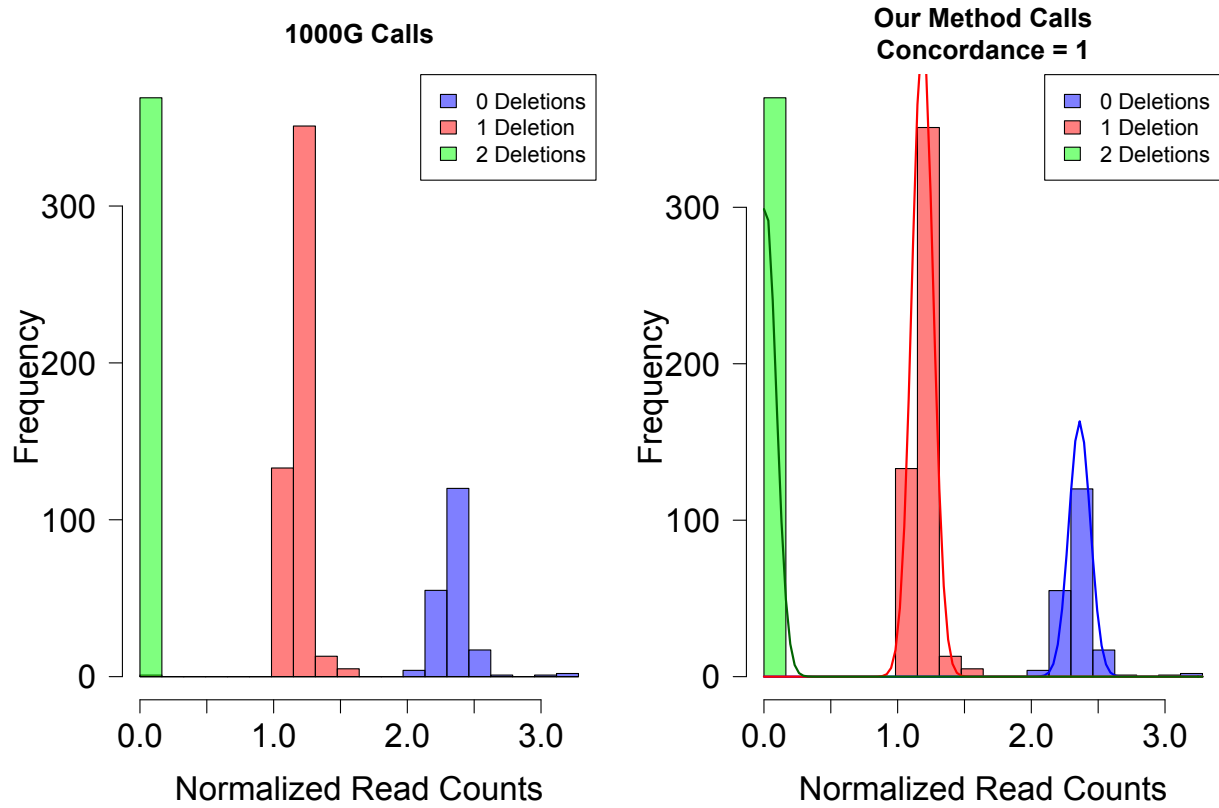 1000G Calls
0 Deletions
1 Deletion
2 Deletions
Frequency
300
200
100
0
0.0 1.0 2.0 3.0
Normalized Read Counts
Our Method Calls
Concordance = 1
0 Deletions
1 Deletion
2 Deletions
Frequency
300
200
100
0
0.0 1.0 2.0 3.0
Normalized Read Counts